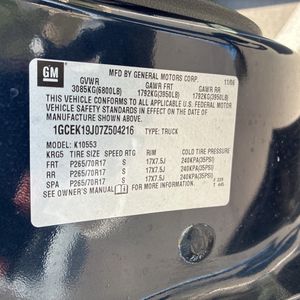 GM
MFD BY GENERAL MOTORS CORP. 11/06
GVWR GAWR FRT GAWR RR
3085KG(6800LB) 1792KG(3950LB) 1792KG(3950LB)
THIS VEHICLE CONFORMS TO ALL APPLICABLE U.S. FEDERAL MOTOR
VEHICLE SAFETY STANDARDS IN EFFECT ON THE DATE OF
MANUFACTURE SHOWN ABOVE.
1GCEK19J07Z504216 TYPE: TRUCK
MODEL: K10553
KRG5 TIRE SIZE SPEED RTG RIM COLD TIRE PRESSURE
FRT P265/70R17 S 17X7.5J 240KPA(35PSI)
RR P265/70R17 S 17X7.5J 240KPA(35PSI)
SPA P265/70R17 S 17X7.5J 240KPA(35PSI)
SEE OWNER'S MANUAL